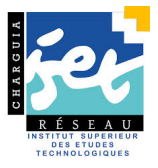 CHARGUIA
iset
RÉSEAU
INSTITUT SUPERIEUR
DES ETUDES
TECHNOLOGIQUES